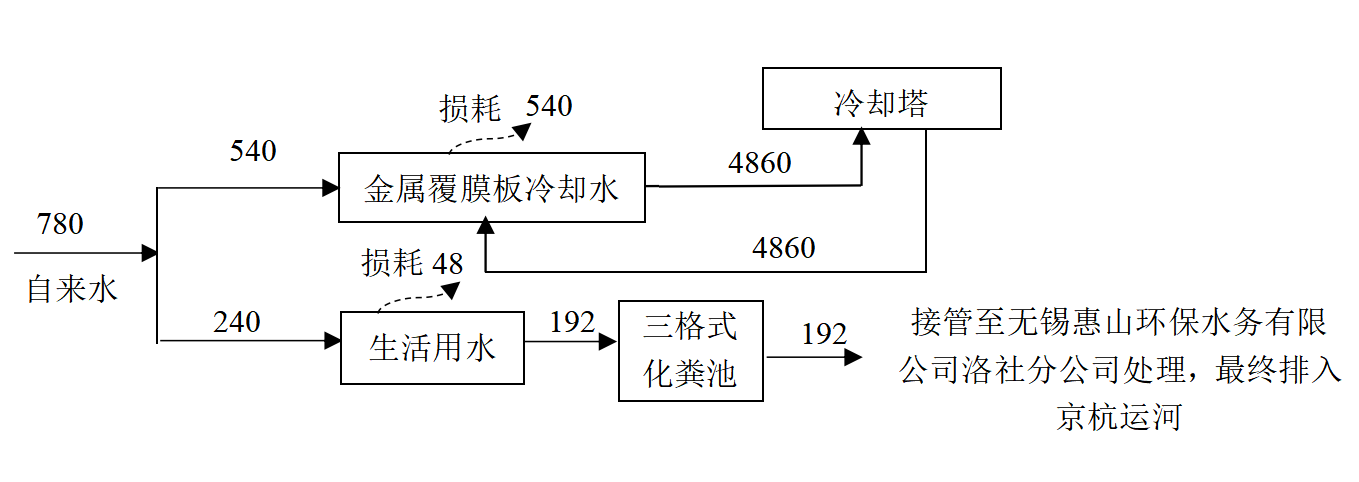 冷却塔
损耗 540
540
4860
金属覆膜板冷却水
780
4860
自来水
损耗 48
240
192
192
生活用水
三格式
化粪池
接管至无锡惠山环保水务有限
公司洛社分公司处理，最终排入
京杭运河